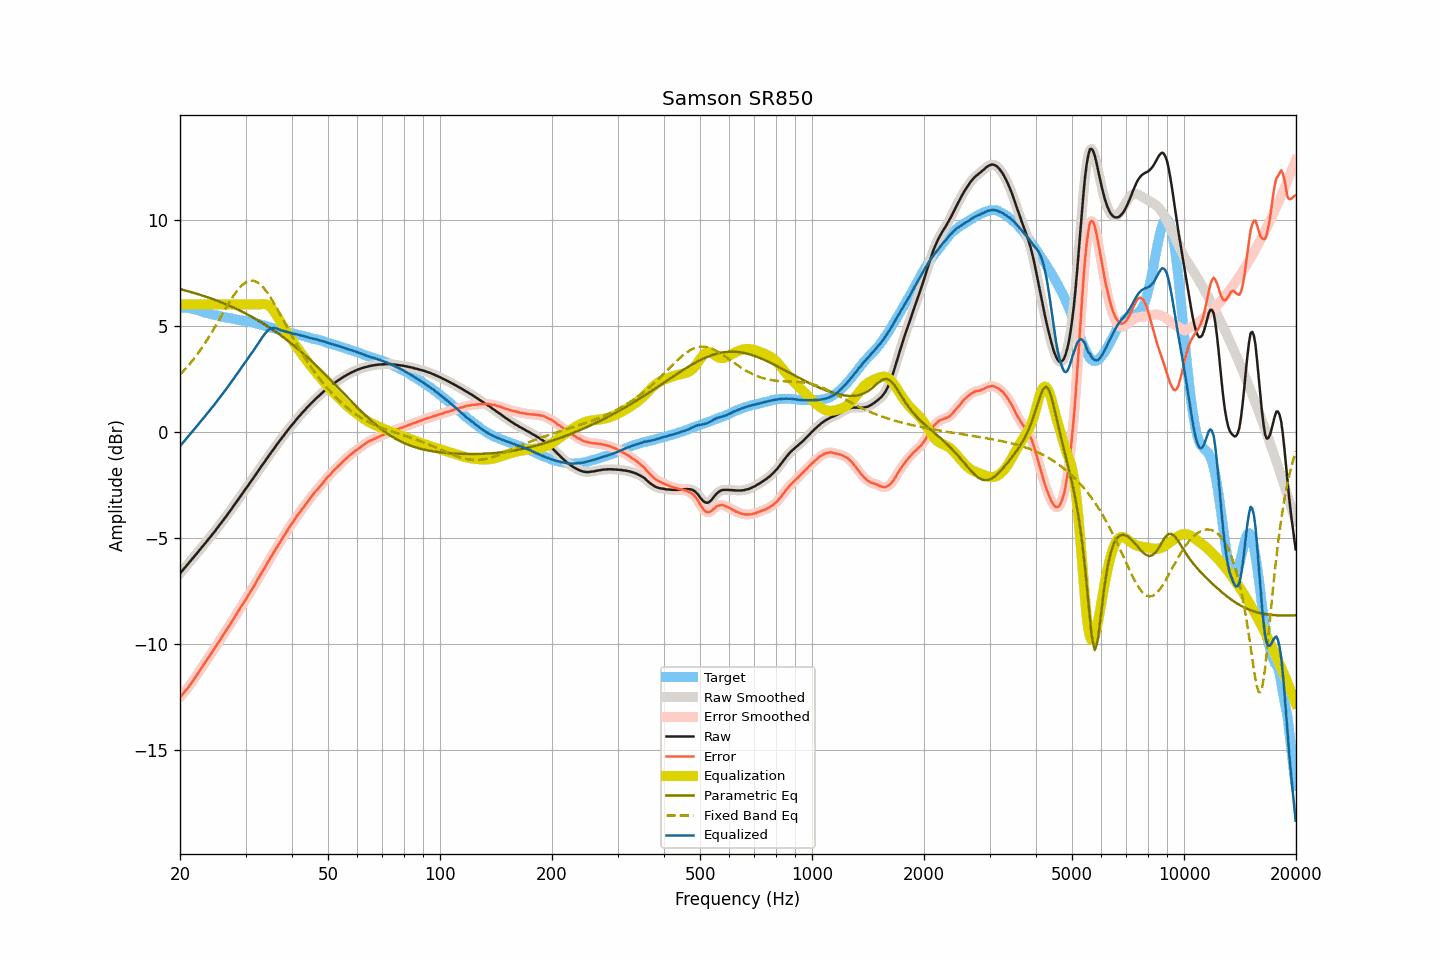 Samson SR850
Amplitude (dBr)
10
5
0
−5
−10
−15
Target
Raw Smoothed
Error Smoothed
Raw
Error
Equalization
Parametric Eq
Fixed Band Eq
Equalized
20 50 100 200 500 1000 2000 5000 10000 20000
Frequency (Hz)